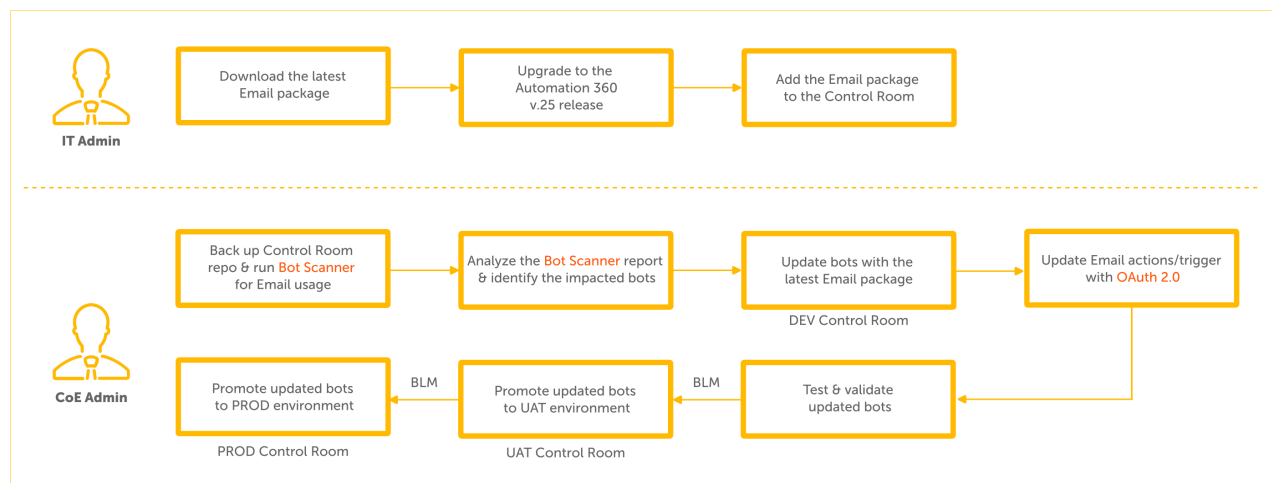 Download the latest
Email package
Upgrade to the
Automation 360
v.25 release
Add the Email package
to the Control Room
IT Admin
Back up Control Room
repo & run Bot Scanner
for Email usage
Analyze the Bot Scanner report
& identify the impacted bots
Update bots with the
latest Email package
DEV Control Room
Update Email actions/trigger
with OAuth 2.0
CoE Admin
Promote updated bots
to PROD environment
PROD Control Room
BLM
Promote updated bots
to UAT environment
UAT Control Room
BLM
Test & validate
updated bots